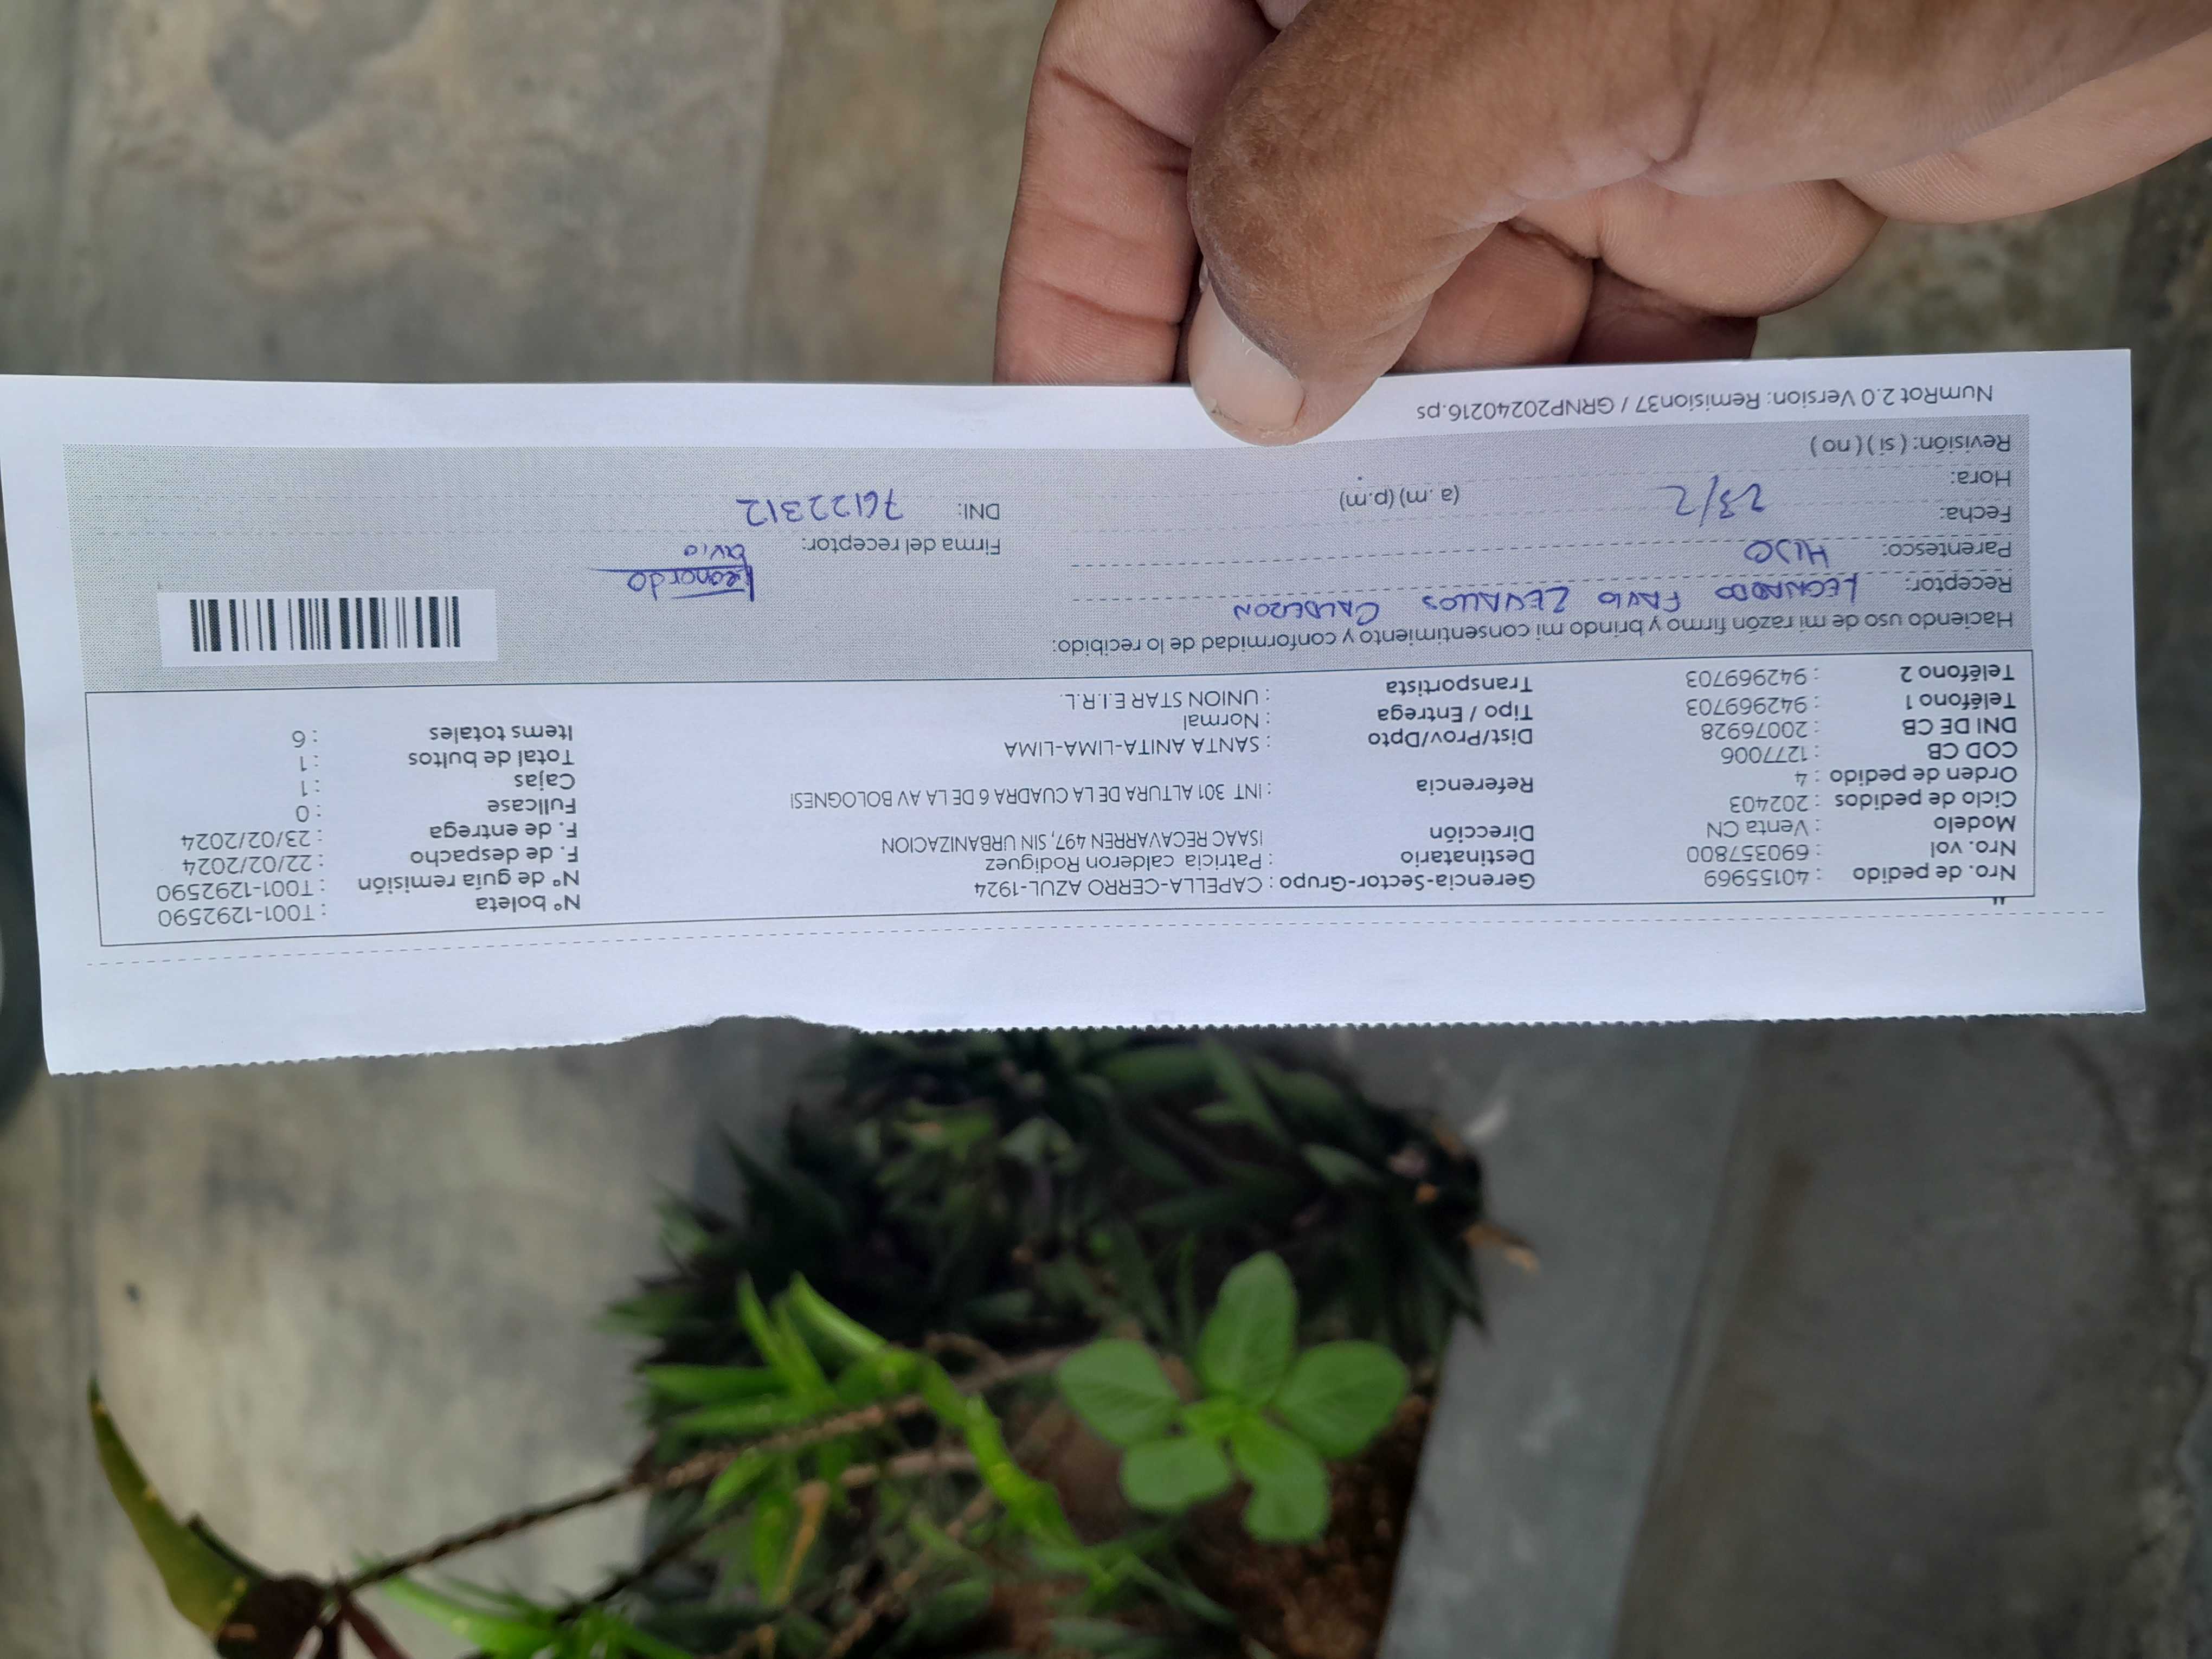 Nro. de pedido : 40155969 Gerencia-Sector-Grupo : CAPELLA-CERRO AZUL-1924 N° boleta : T001-1292590
Nro. vol : 690357800 Destinatario : Patricia calderon Rodriguez N° de guía remisión : T001-1292590
Modelo : Venta CN Dirección ISAAC RECAVARREN 497, SIN URBANIZACION F. de despacho : 22/02/2024
Ciclo de pedidos : 202403 F. de entrega : 23/02/2024
Orden de pedido : 4 Referencia : INT 301 ALTURA DE LA CUADRA 6 DE LA AV BOLOGNESI Fullcase : 0
COD CB : 1277006 Cajas : 1
DNI DE CB : 20076928 Dist/Prov/Dpto : SANTA ANITA-LIMA-LIMA Total de bultos : 1
Teléfono 1 : 942969703 Tipo / Entrega : Normal Items totales : 6
Teléfono 2 : 942969703 Transportista : UNION STAR E.I.R.L.
Haciendo uso de mi razón firmo y brindo mi consentimiento y conformidad de lo recibido:
Receptor: LEONARDO FAVIO ZEVALLOS CALDERON
Parentesco: HIJO Firma del receptor: Leonardo
Favio
Fecha: 23/2 DNI: 76122312
Hora: (a .m) (p.m)
Revisión: ( si ) ( no )
NumRot 2.0 Version: Remision37 / GRNP20240216.ps